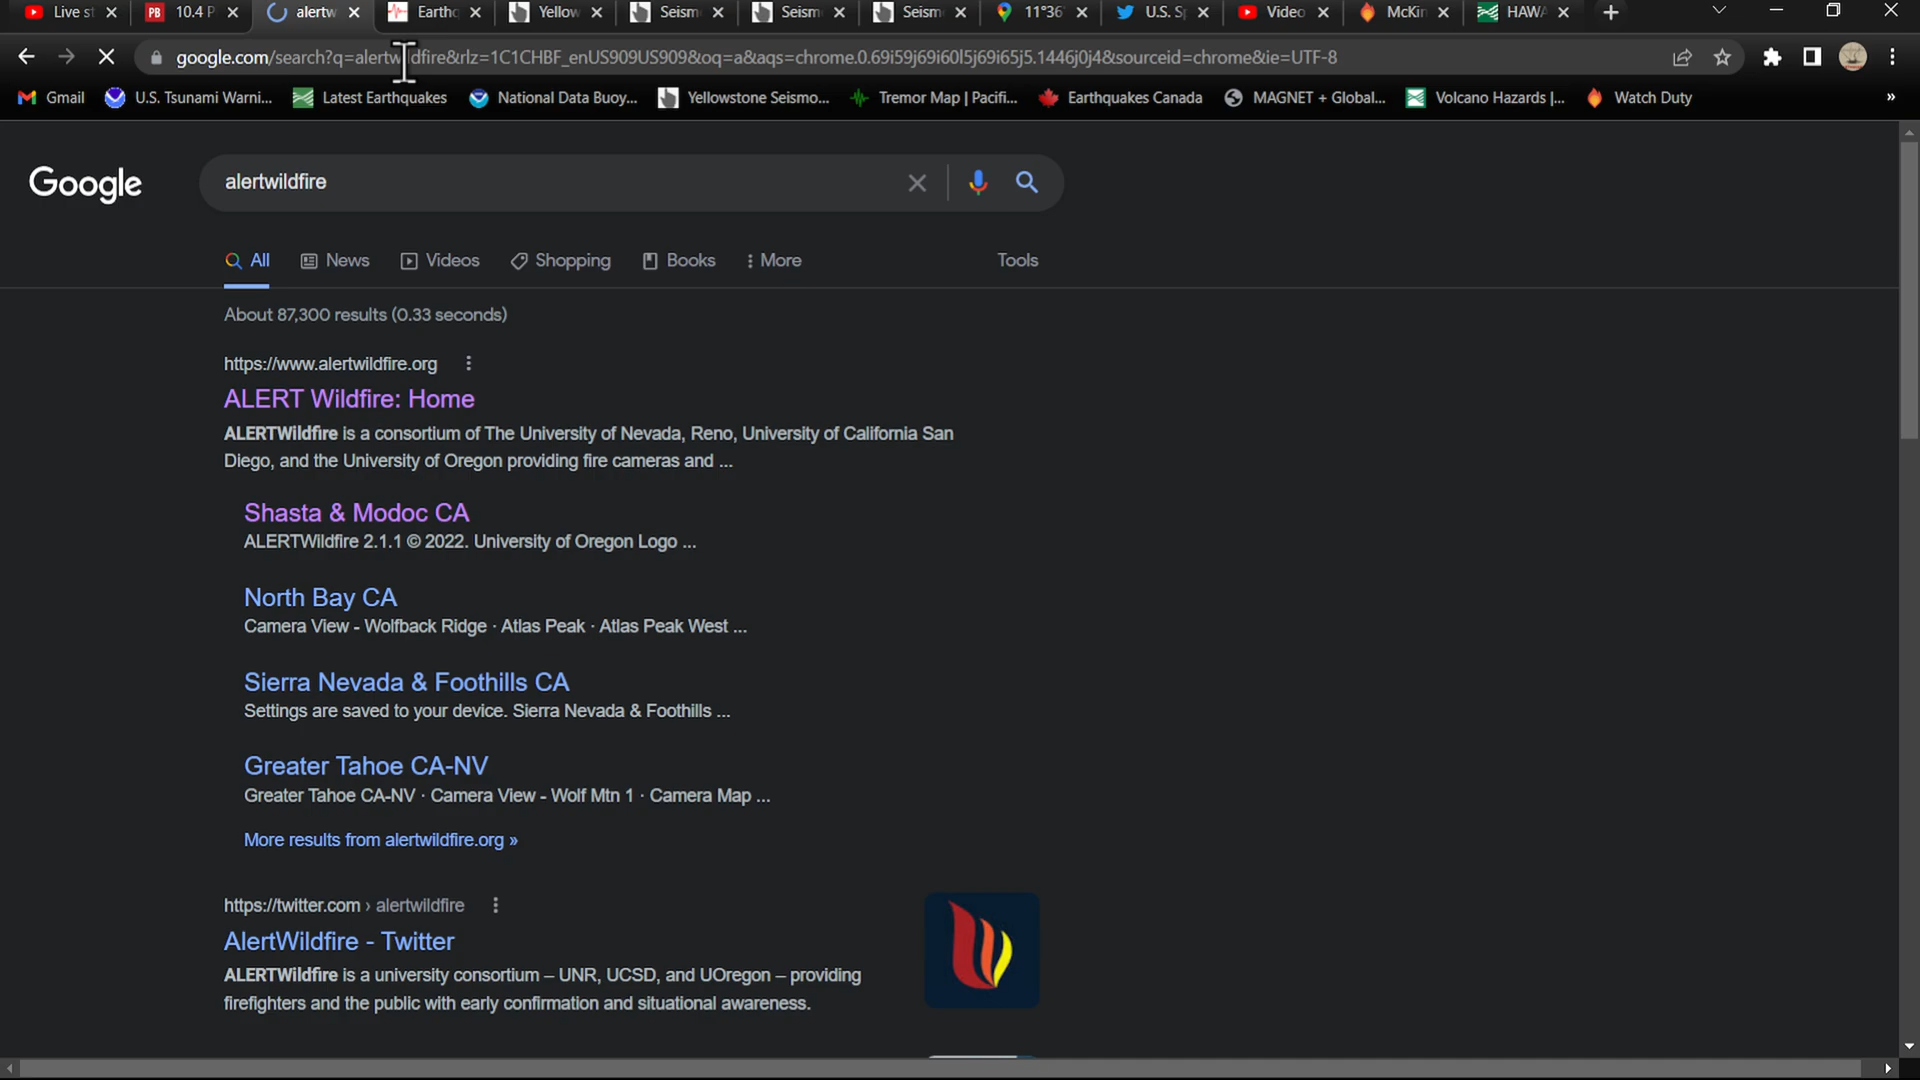 Live st
PB 10.4 P
alertw
Earthq
Yellow
Seism
Seism
Seism
11°36'
U.S. S
Video
McKin
HAWA
google.com/search?q=alertwildfire&rlz=1C1CHBF_enUS909US909&oq=a&aqs=chrome.0.69i59j69i60l5j69i65j5.1446j0j4&sourceid=chrome&ie=UTF-8
Gmail
U.S. Tsunami Warni...
Latest Earthquakes
National Data Buoy...
Yellowstone Seismo...
Tremor Map | Pacifi...
Earthquakes Canada
MAGNET + Global...
Volcano Hazards |...
Watch Duty
»
Google
alertwildfire
All
News
Videos
Shopping
Books
More
Tools
About 87,300 results (0.33 seconds)
https://www.alertwildfire.org
ALERT Wildfire: Home
ALERTWildfire is a consortium of The University of Nevada, Reno, University of California San
Diego, and the University of Oregon providing fire cameras and ...
Shasta & Modoc CA
ALERTWildfire 2.1.1 © 2022. University of Oregon Logo ...
North Bay CA
Camera View - Wolfback Ridge · Atlas Peak · Atlas Peak West ...
Sierra Nevada & Foothills CA
Settings are saved to your device. Sierra Nevada & Foothills ...
Greater Tahoe CA-NV
Greater Tahoe CA-NV · Camera View - Wolf Mtn 1 · Camera Map ...
More results from alertwildfire.org »
https://twitter.com › alertwildfire
AlertWildfire - Twitter
ALERTWildfire is a university consortium – UNR, UCSD, and UOregon – providing
firefighters and the public with early confirmation and situational awareness.